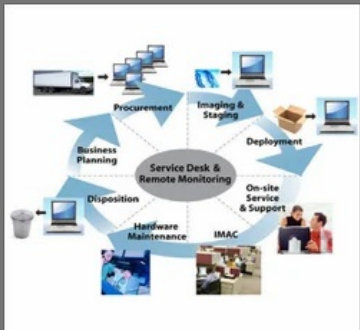 Procurement
Imaging &
Staging
Deployment
On-site
Service
& Support
IMAC
Hardware
Maintenance
Disposition
Business
Planning
Service Desk &
Remote Monitoring